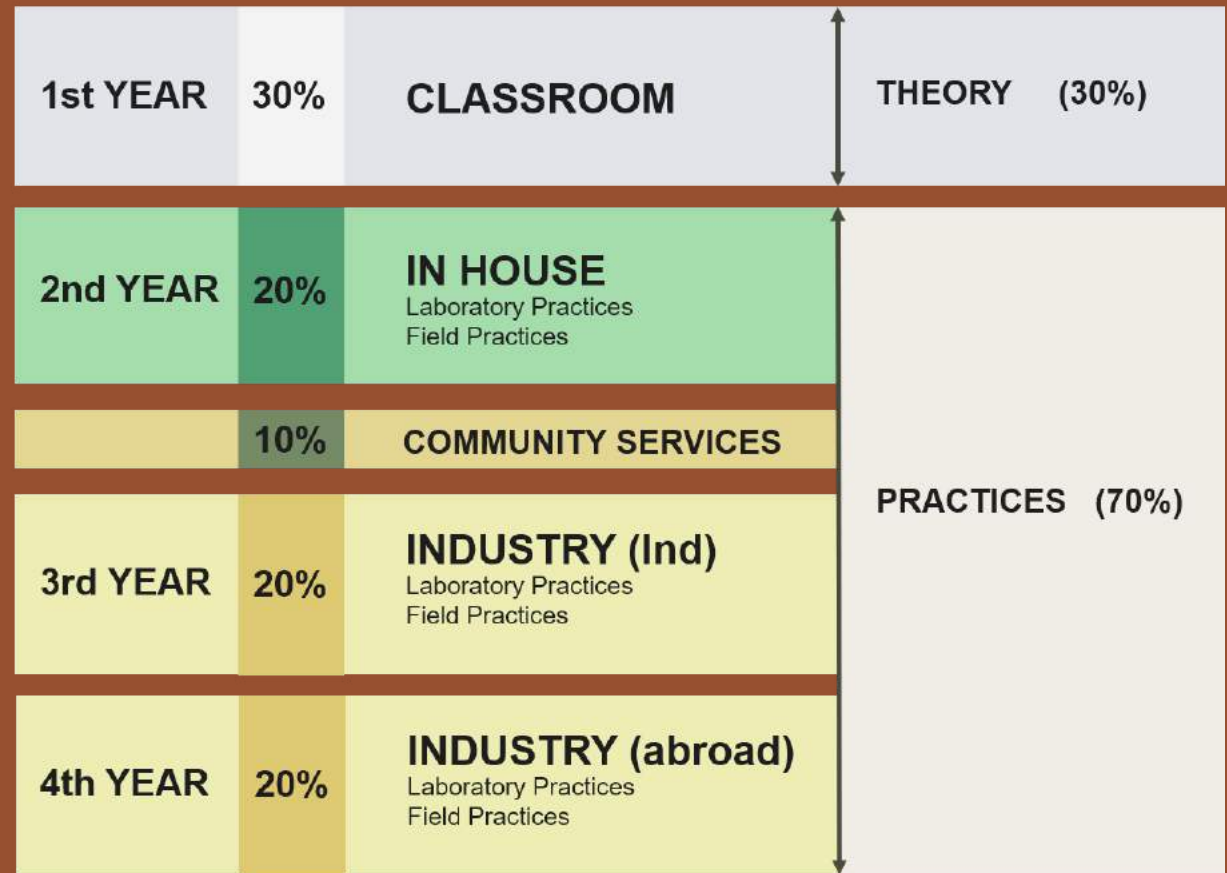 1st YEAR 30% CLASSROOM THEORY (30%)
2nd YEAR 20% IN HOUSE
Laboratory Practices
Field Practices
10% COMMUNITY SERVICES
PRACTICES (70%)
3rd YEAR 20% INDUSTRY (Ind)
Laboratory Practices
Field Practices
4th YEAR 20% INDUSTRY (abroad)
Laboratory Practices
Field Practices